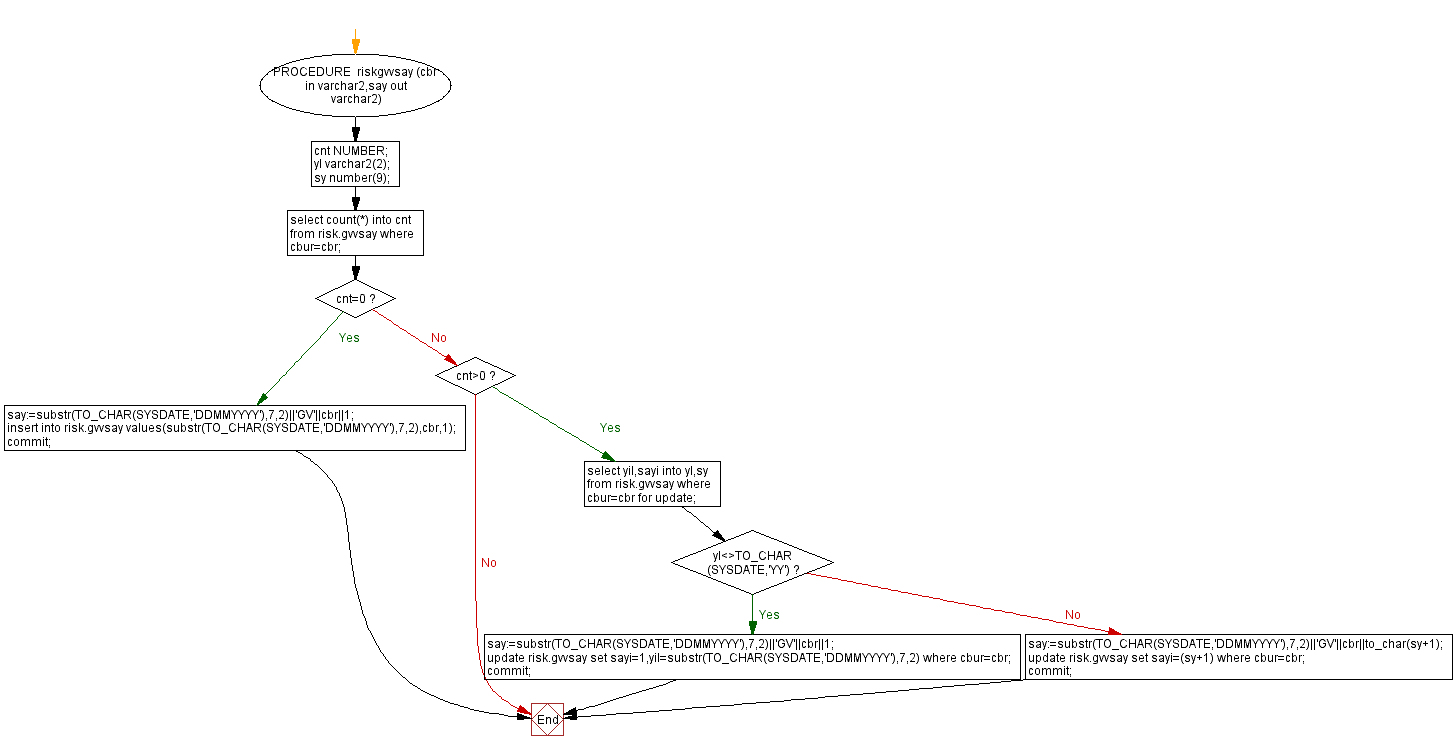 PROCEDURE  riskgvvsay (cbr
in varchar2,say out
varchar2)
cnt NUMBER;
yl varchar2(2);
sy number(9);
select count(*) into cnt
from risk.gvvsay where
cbur=cbr;
cnt=0 ?
Yes
No
cnt>0 ?
say:=substr(TO_CHAR(SYSDATE,'DDMMYYYY'),7,2)||'GV'||cbr||1;
insert into risk.gvvsay values(substr(TO_CHAR(SYSDATE,'DDMMYYYY'),7,2),cbr,1);
commit;
Yes
select yil,sayi into yl,sy
from risk.gvvsay where
cbur=cbr for update;
No
yl<>TO_CHAR
(SYSDATE,'YY') ?
Yes
No
say:=substr(TO_CHAR(SYSDATE,'DDMMYYYY'),7,2)||'GV'||cbr||1;
update risk.gvvsay set sayi=1,yil=substr(TO_CHAR(SYSDATE,'DDMMYYYY'),7,2) where cbur=cbr;
commit;
say:=substr(TO_CHAR(SYSDATE,'DDMMYYYY'),7,2)||'GV'||cbr||to_char(sy+1);
update risk.gvvsay set sayi=(sy+1) where cbur=cbr;
commit;
End